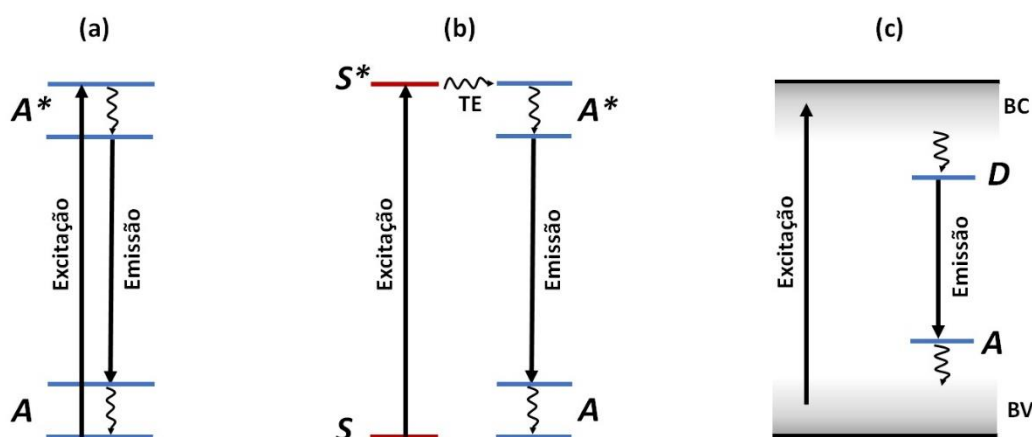 (a)
(b)
(c)
A*
Excitação
Emissão
A
S*
TE
A*
Excitação
Emissão
S
A
BC
D
Excitação
Emissão
A
BV